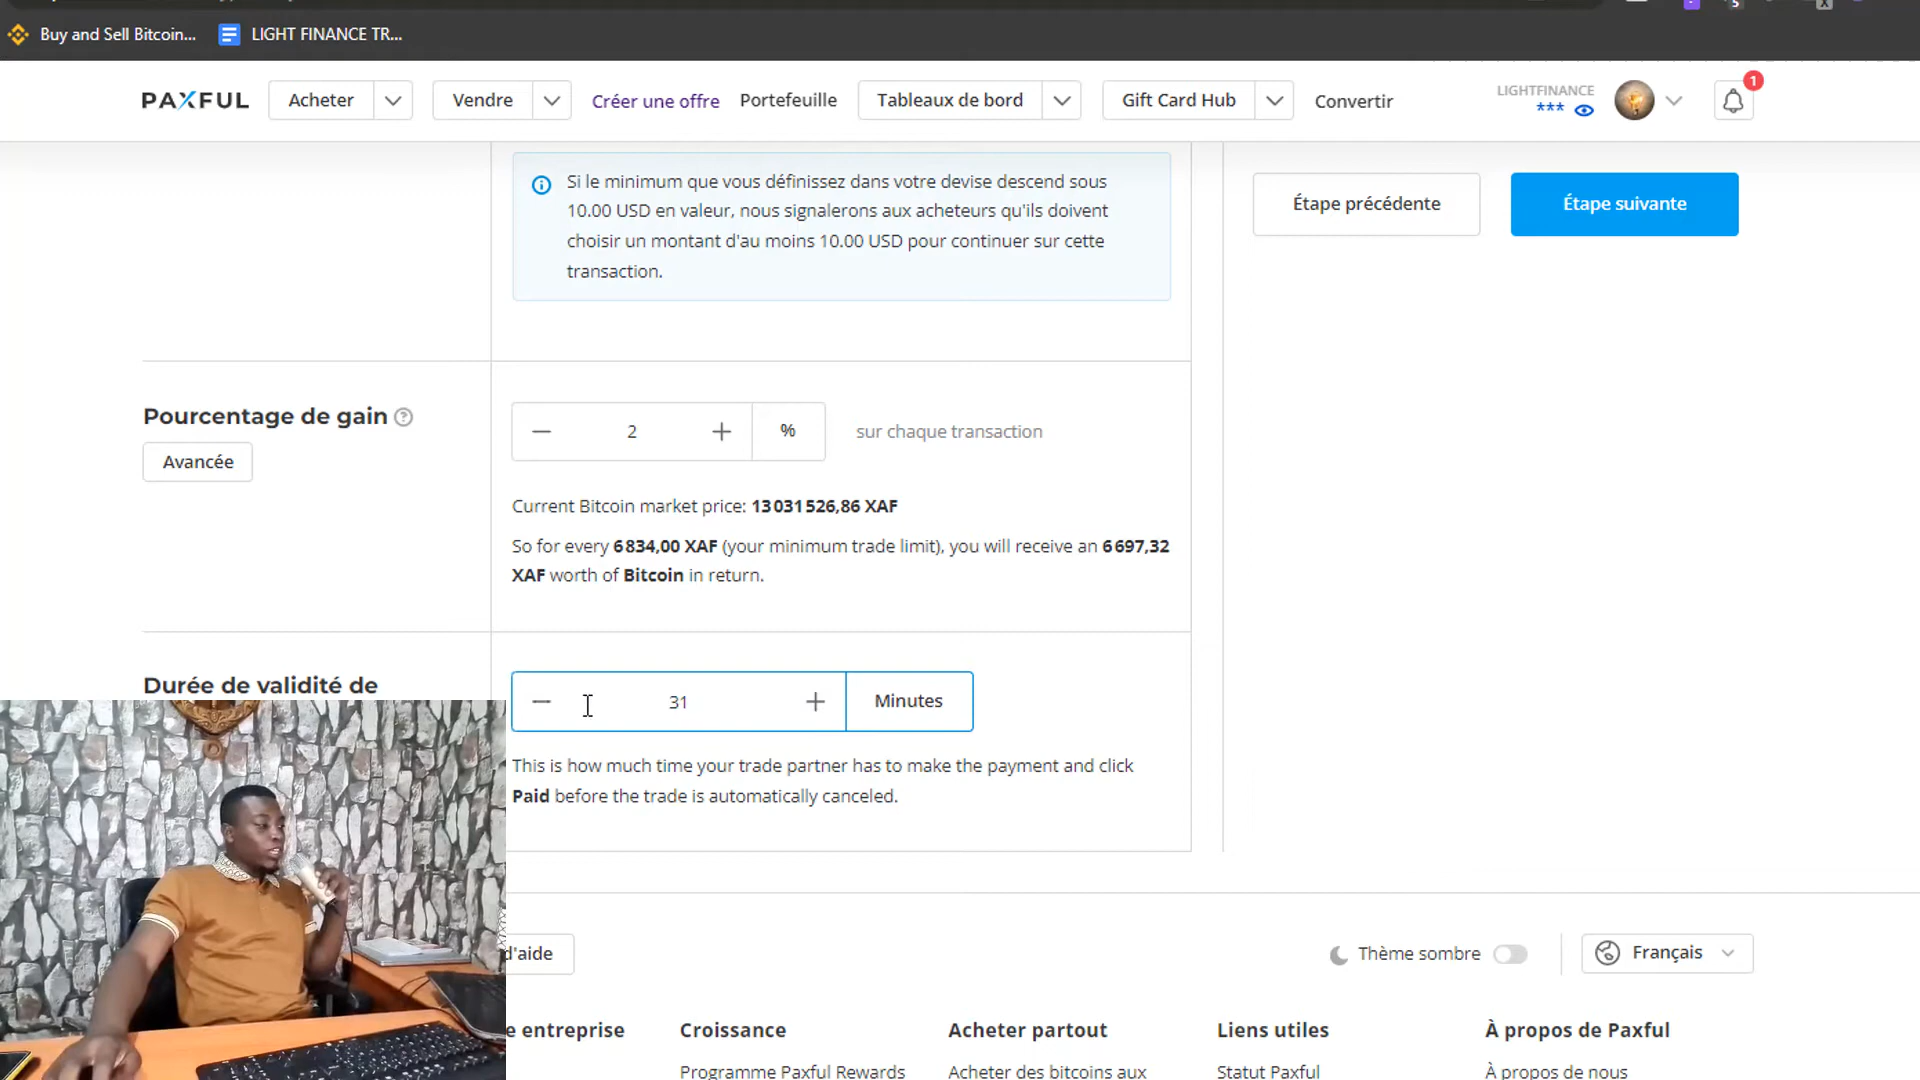 Buy and Sell Bitcoin...
LIGHT FINANCE TR...
PAXFUL
Acheter
Vendre
Créer une offre
Portefeuille
Tableaux de bord
Gift Card Hub
Convertir
LIGHTFINANCE
***
1
Si le minimum que vous définissez dans votre devise descend sous
10.00 USD en valeur, nous signalerons aux acheteurs qu'ils doivent
choisir un montant d'au moins 10.00 USD pour continuer sur cette
transaction.
Étape précédente
Étape suivante
Pourcentage de gain
Avancée
2
%
sur chaque transaction
Current Bitcoin market price: 13 031 526,86 XAF
So for every 6 834,00 XAF (your minimum trade limit), you will receive an 6 697,32
XAF worth of Bitcoin in return.
Durée de validité de
31
Minutes
This is how much time your trade partner has to make the payment and click
Paid before the trade is automatically canceled.
d'aide
Thème sombre
Français
e entreprise
Croissance
Acheter partout
Liens utiles
À propos de Paxful
Programme Paxful Rewards
Acheter des bitcoins aux
Statut Paxful
À propos de nous